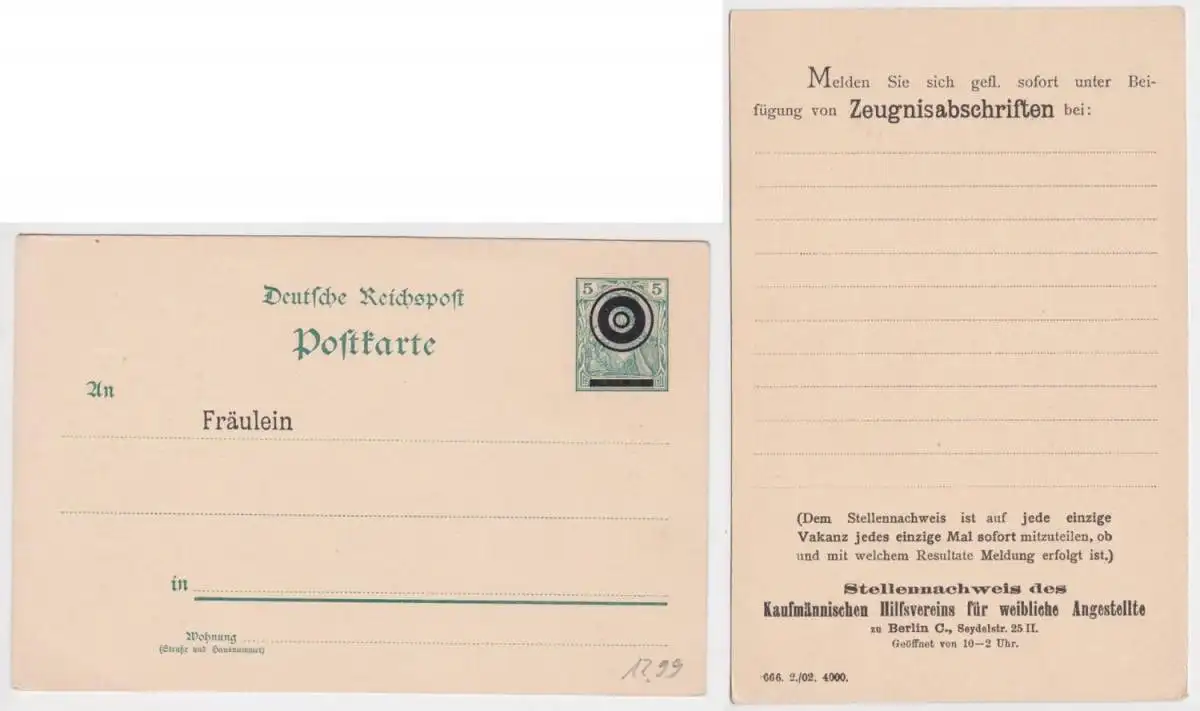 Deutsche Reichspost
Postkarte
5 5
An
Fräulein
in
Wohnung
(Straße und Hausnummer)
12,99
Melden Sie sich gefl. sofort unter Bei-
fügung von Zeugnisabschriften bei:
(Dem Stellennachweis ist auf jede einzige
Vakanz jedes einzige Mal sofort mitzuteilen, ob
und mit welchem Resultate Meldung erfolgt ist.)
Stellennachweis des
Kaufmännischen Hilfsvereins für weibliche Angestellte
zu Berlin C., Seydelstr. 25 II.
Geöffnet von 10—2 Uhr.
666. 2./02. 4000.